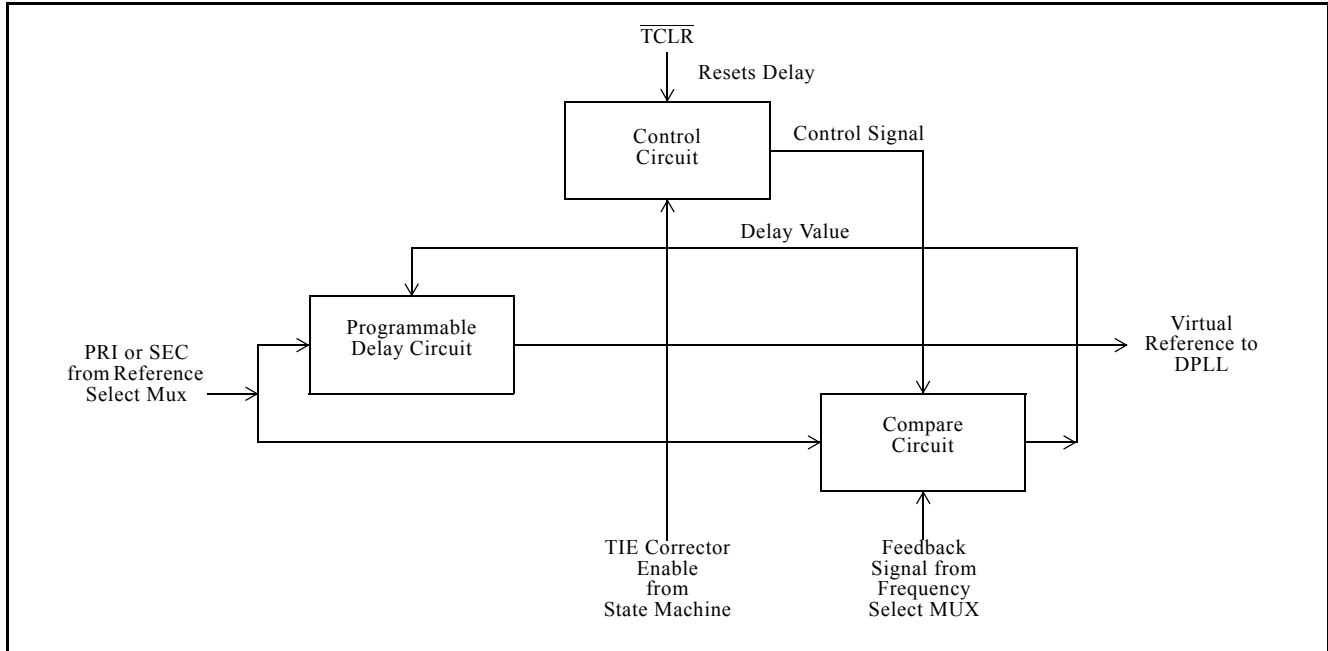 TCLR
Resets Delay
Control
Circuit
Control Signal
Delay Value
Programmable
Delay Circuit
PRI or SEC
from Reference
Select Mux
Virtual
Reference to
DPLL
Compare
Circuit
TIE Corrector
Enable
from
State Machine
Feedback
Signal from
Frequency
Select MUX